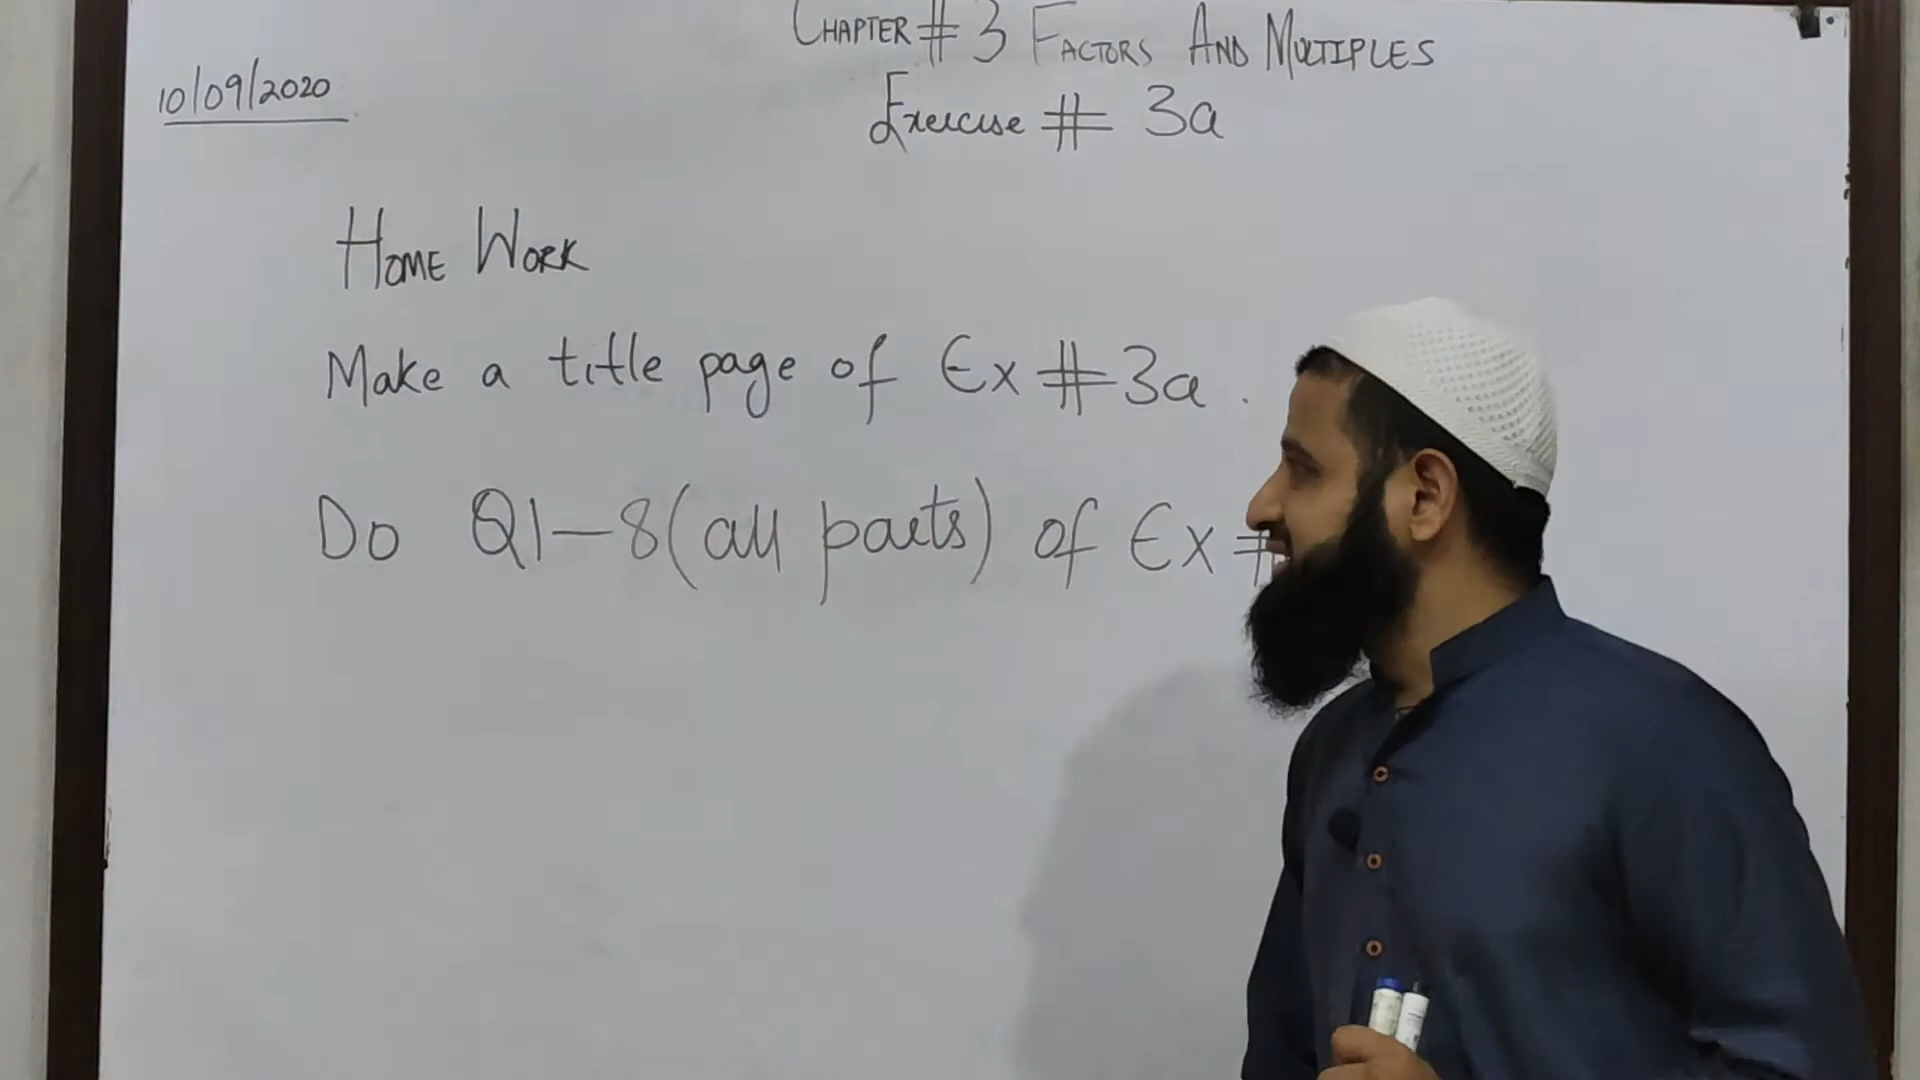 CHAPTER # 3 FACTORS AND MULTIPLES
10/09/2020
Exercise # 3a
HOME WORK
Make a title page of Ex # 3a .
Do Q1-8(all parts) of Ex #